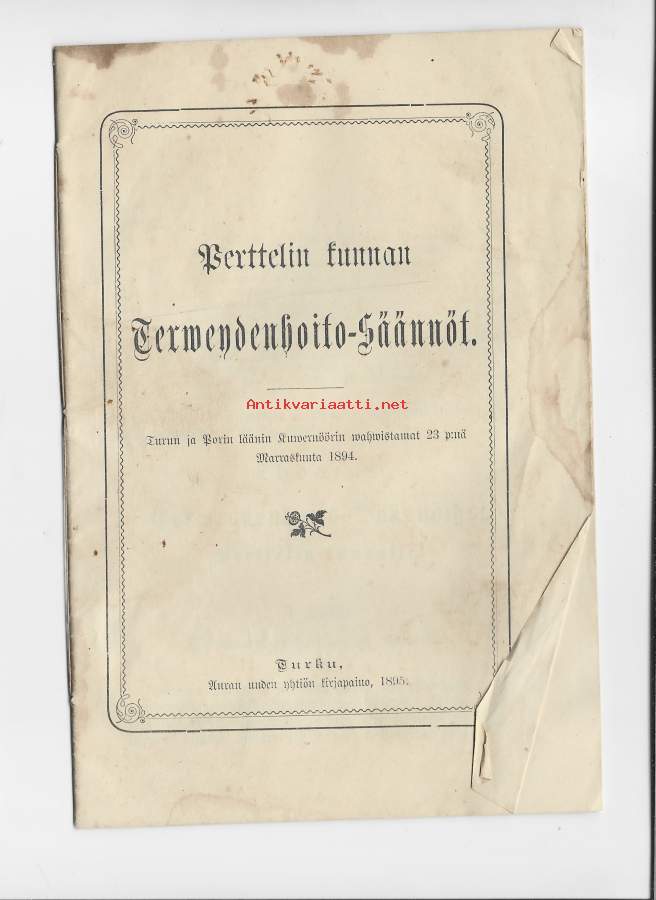 Perttelin kunnan
Terweydenhoito-Säännöt.
Antikvariaatti.net
Turun ja Porin läänin Kuwernöörin wahwistamat 23 p:nä
Marraskuuta 1894.
Turku,
Auran uuden yhtiön kirjapaino, 1895.